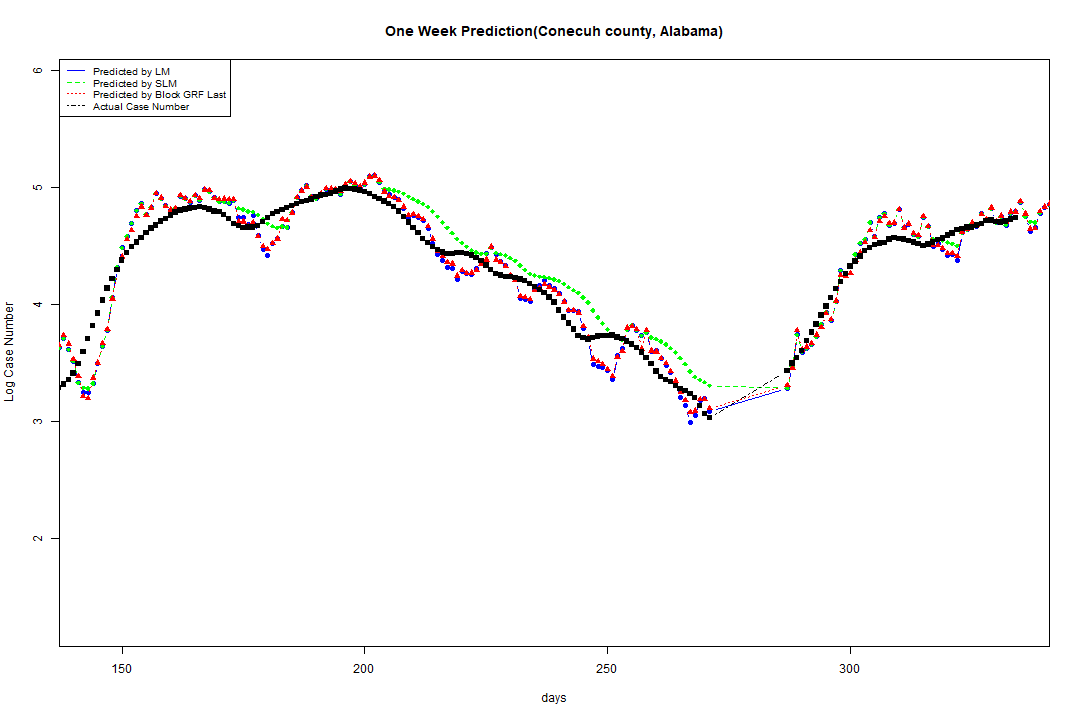 One Week Prediction(Conecuh county, Alabama)
Predicted by LM
Predicted by SLM
Predicted by Block GRF Last
Actual Case Number
6
5
4
3
2
Log Case Number
150 200 250 300
days